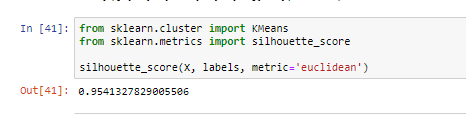 In [41]: from sklearn.cluster import KMeans
from sklearn.metrics import silhouette_score
silhouette_score(X, labels, metric='euclidean')
Out[41]: 0.9541327829005506